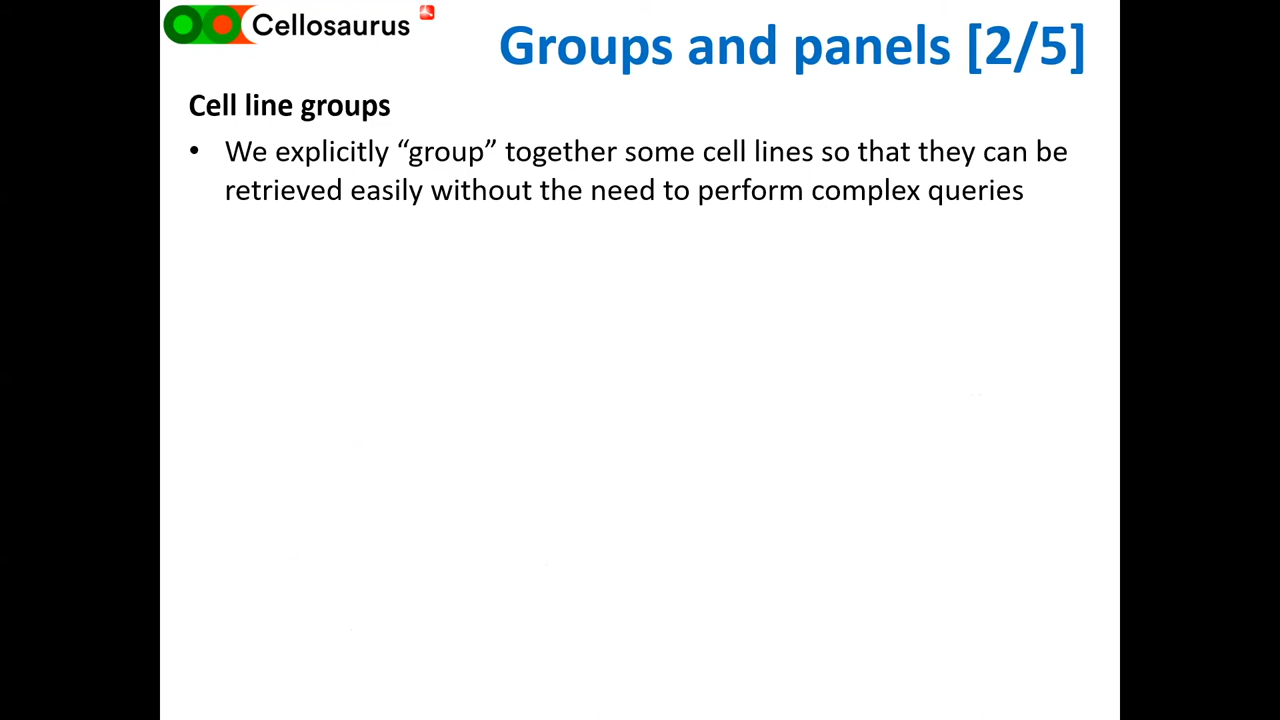 Cellosaurus
Groups and panels [2/5]
Cell line groups
• We explicitly “group” together some cell lines so that they can be
retrieved easily without the need to perform complex queries